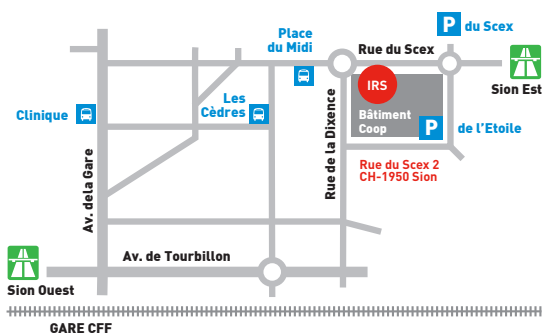 P du Scex
Place
du Midi
Rue du Scex
Sion Est
IRS
Les
Cèdres
Clinique
Bâtiment
Coop
P
de l'Etoile
Rue de la Dixence
Rue du Scex 2
CH-1950 Sion
Av. dela Gare
Av. de Tourbillon
Sion Ouest
GARE CFF